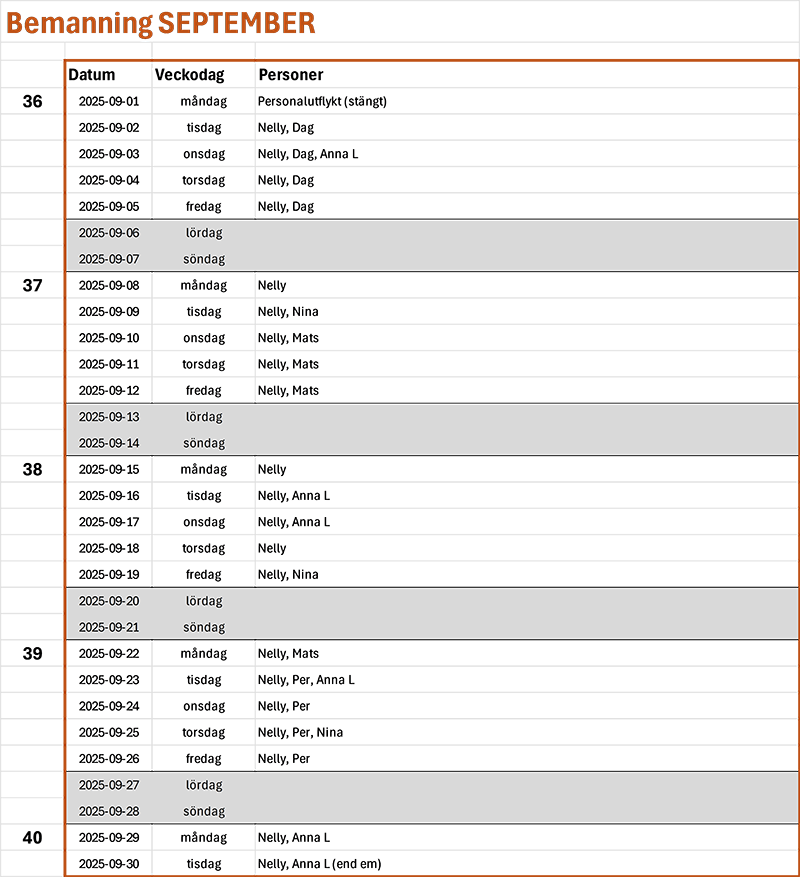 Bemanning SEPTEMBER
Datum Veckodag Personer
36 2025-09-01 måndag Personalutflykt (stängt)
2025-09-02 tisdag Nelly, Dag
2025-09-03 onsdag Nelly, Dag, Anna L
2025-09-04 torsdag Nelly, Dag
2025-09-05 fredag Nelly, Dag
2025-09-06 lördag
2025-09-07 söndag
37 2025-09-08 måndag Nelly
2025-09-09 tisdag Nelly, Nina
2025-09-10 onsdag Nelly, Mats
2025-09-11 torsdag Nelly, Mats
2025-09-12 fredag Nelly, Mats
2025-09-13 lördag
2025-09-14 söndag
38 2025-09-15 måndag Nelly
2025-09-16 tisdag Nelly, Anna L
2025-09-17 onsdag Nelly, Anna L
2025-09-18 torsdag Nelly
2025-09-19 fredag Nelly, Nina
2025-09-20 lördag
2025-09-21 söndag
39 2025-09-22 måndag Nelly, Mats
2025-09-23 tisdag Nelly, Per, Anna L
2025-09-24 onsdag Nelly, Per
2025-09-25 torsdag Nelly, Per, Nina
2025-09-26 fredag Nelly, Per
2025-09-27 lördag
2025-09-28 söndag
40 2025-09-29 måndag Nelly, Anna L
2025-09-30 tisdag Nelly, Anna L (end em)